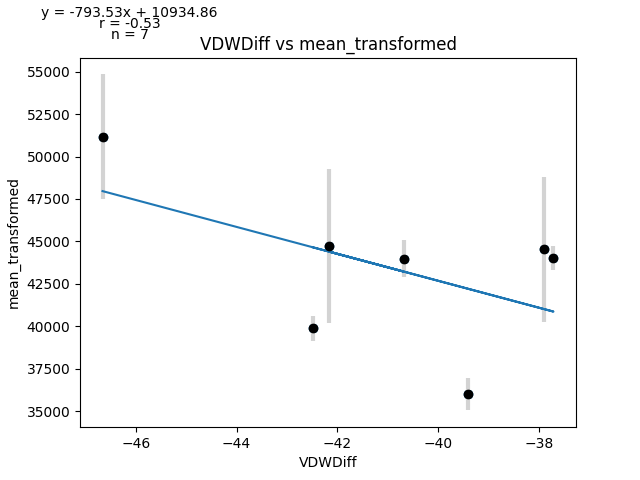 y = -793.53x + 10934.86
r = -0.53
n = 7
VDWDiff vs mean_transformed
55000
52500
50000
47500
45000
42500
40000
37500
35000
mean_transformed
−46
−44
−42
−40
−38
VDWDiff